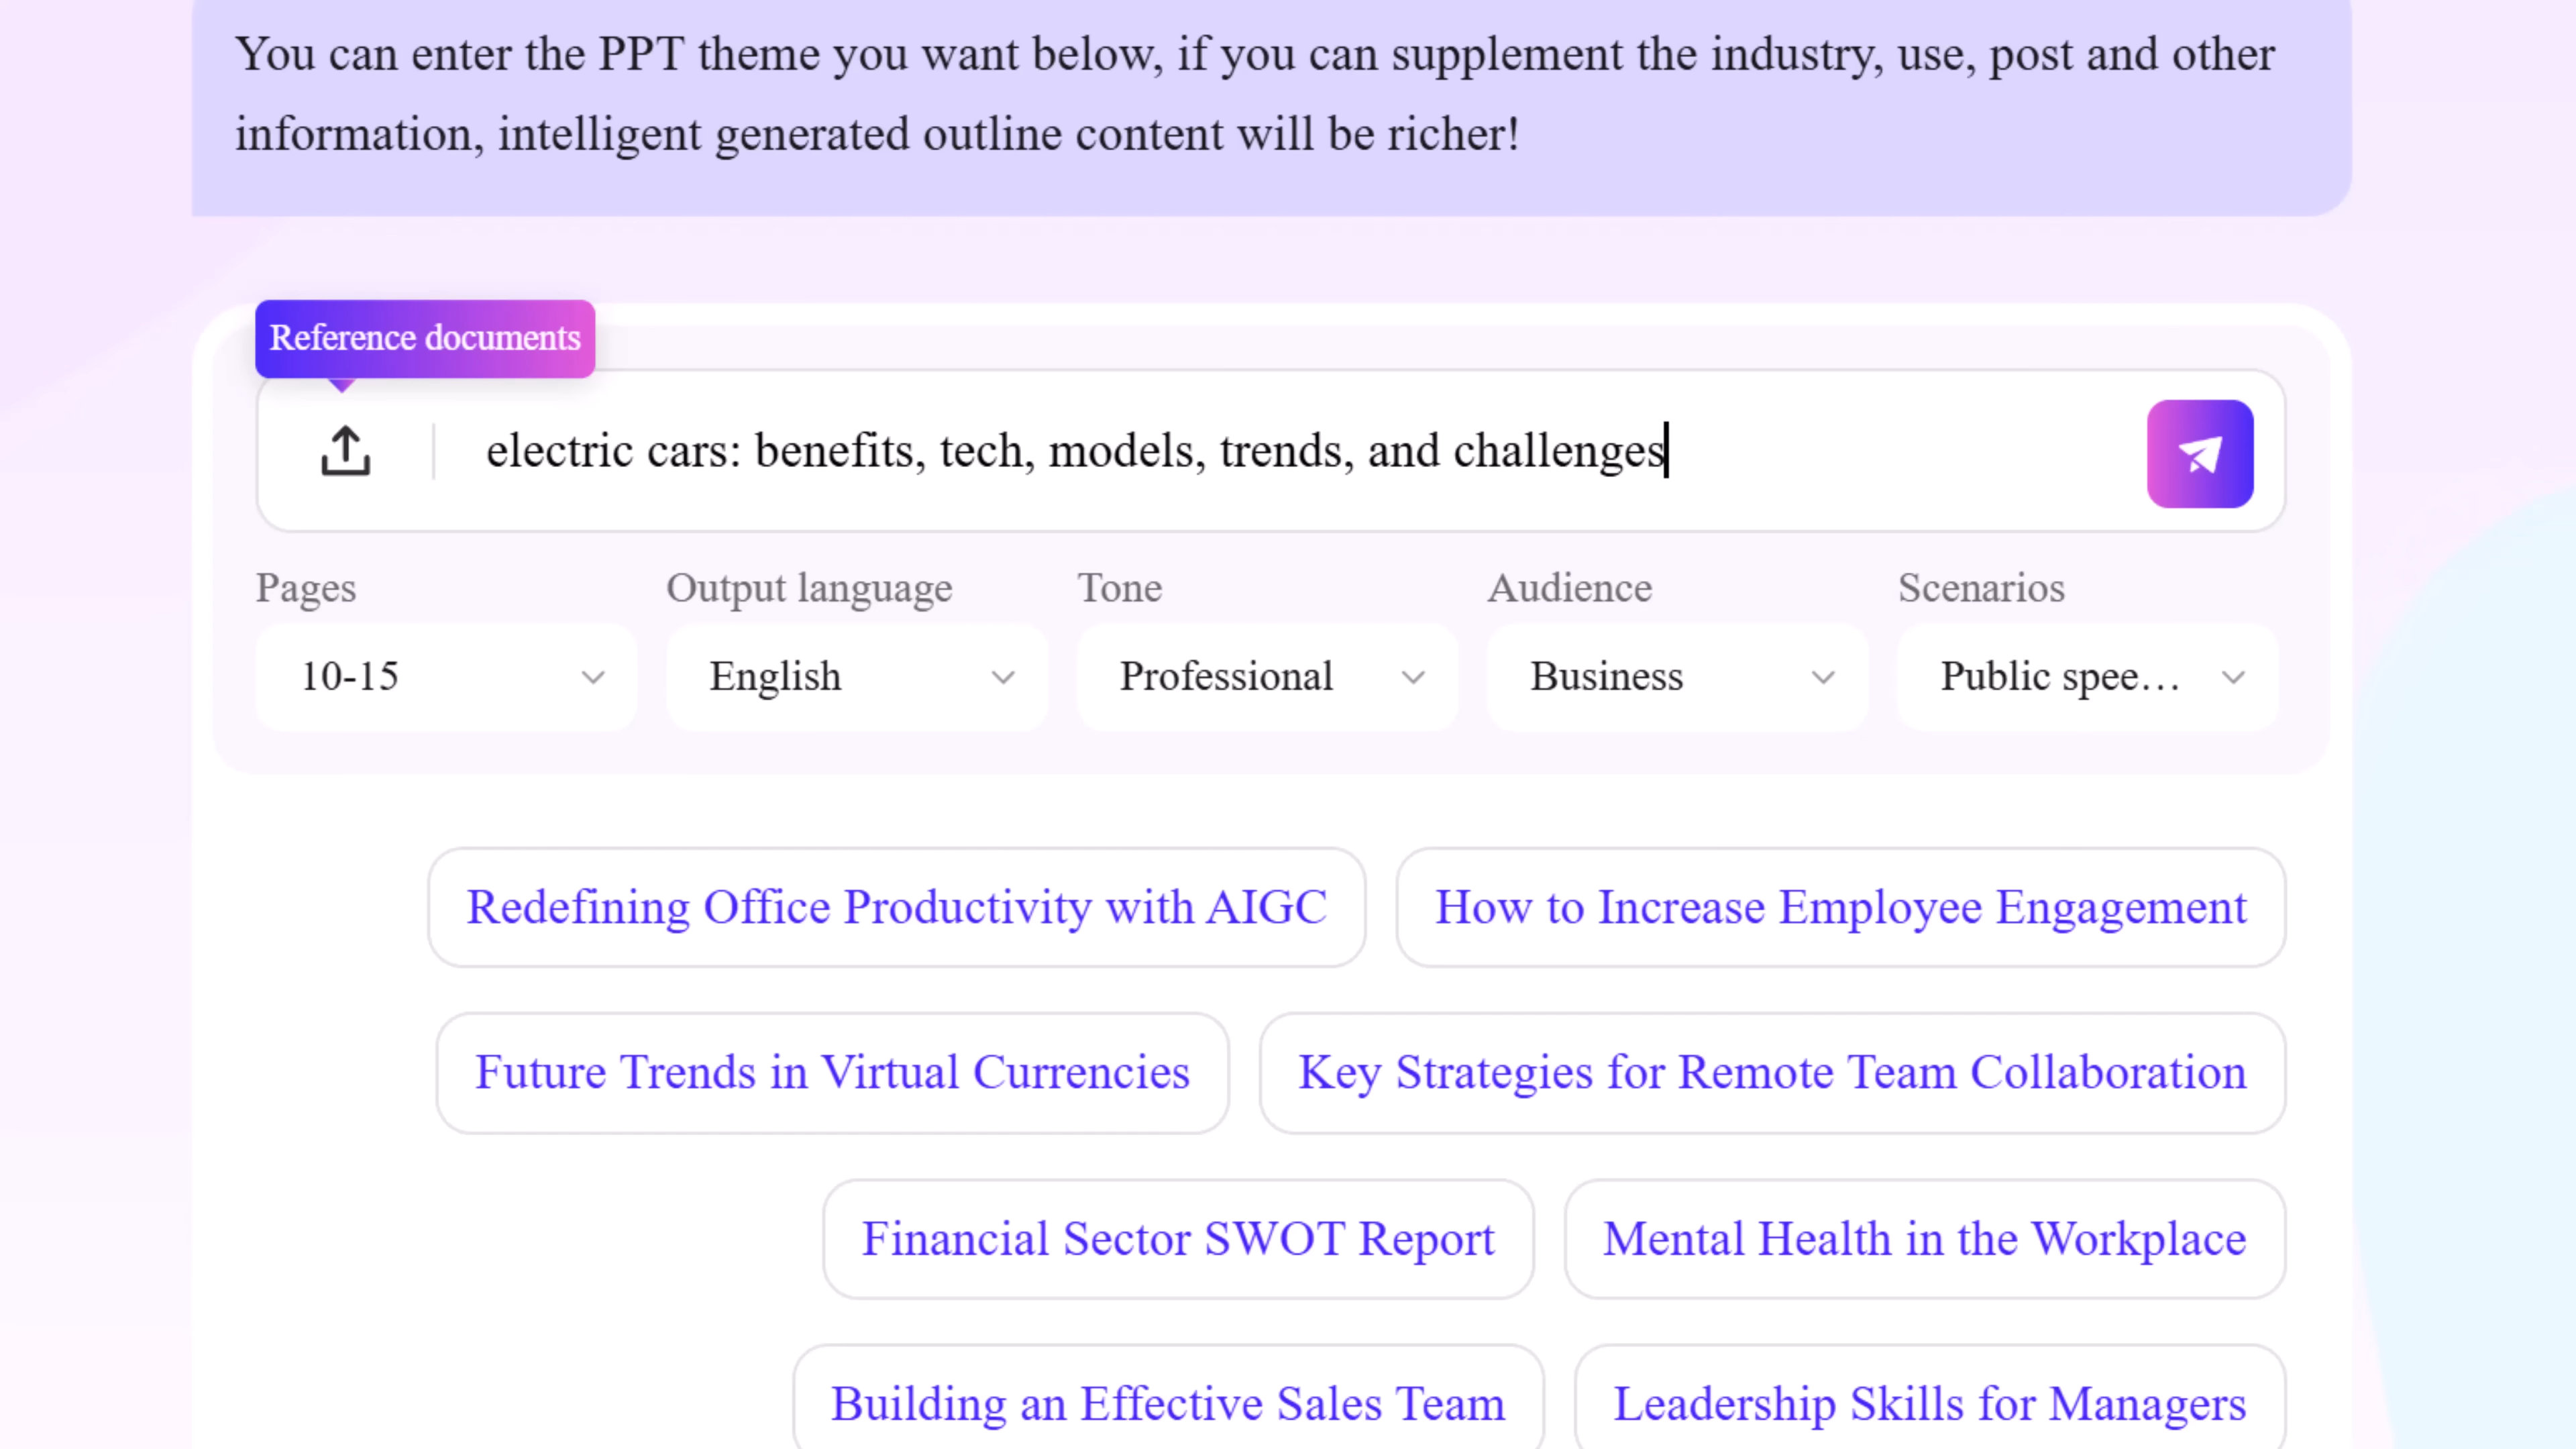 You can enter the PPT theme you want below, if you can supplement the industry, use, post and other
information, intelligent generated outline content will be richer!
Reference documents
electric cars: benefits, tech, models, trends, and challenges
Pages
Output language
Tone
Audience
Scenarios
10-15
English
Professional
Business
Public spee...
Redefining Office Productivity with AIGC
How to Increase Employee Engagement
Future Trends in Virtual Currencies
Key Strategies for Remote Team Collaboration
Financial Sector SWOT Report
Mental Health in the Workplace
Building an Effective Sales Team
Leadership Skills for Managers